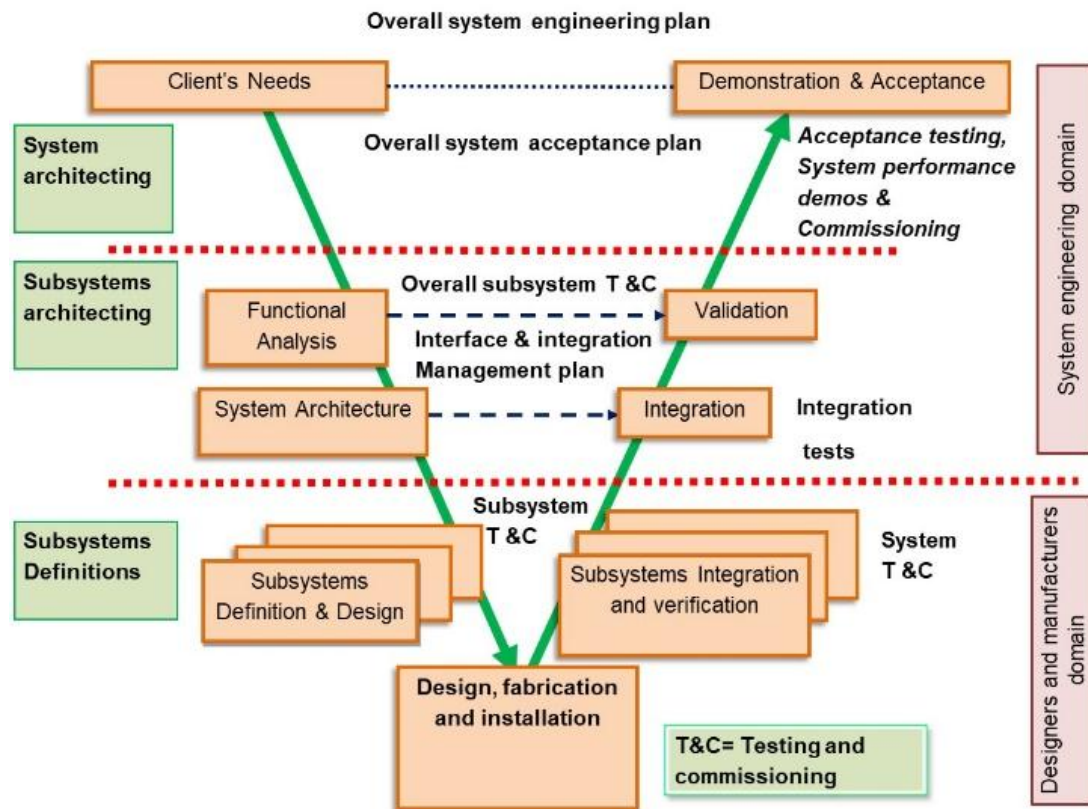 Overall system engineering plan
Client's Needs
Demonstration & Acceptance
System
architecting
Overall system acceptance plan
Acceptance testing,
System performance
demos &
Commissioning
System engineering domain
Subsystems
architecting
Overall subsystem T &C
Functional
Analysis
Validation
Interface & integration
Management plan
System Architecture
Integration
Integration
tests
Subsystem
T &C
Subsystems
Definitions
Subsystems
Definition & Design
Subsystems Integration
and verification
System
T &C
Designers and manufacturers
domain
Design, fabrication
and installation
T&C= Testing and
commissioning